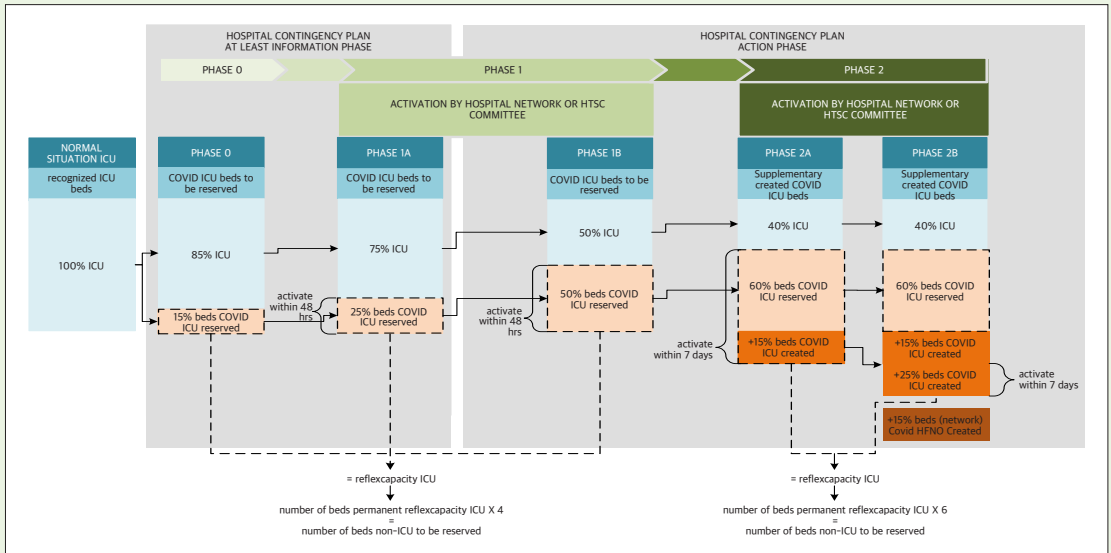 HOSPITAL CONTINGENCY PLAN
AT LEAST INFORMATION PHASE
HOSPITAL CONTINGENCY PLAN
ACTION PHASE
PHASE 0
PHASE 1
PHASE 2
ACTIVATION BY HOSPITAL NETWORK OR HTSC
COMMITTEE
ACTIVATION BY HOSPITAL NETWORK OR
HTSC COMMITTEE
NORMAL
SITUATION ICU
PHASE 0
PHASE 1A
PHASE 1B
PHASE 2A
PHASE 2B
recognized ICU
beds
COVID ICU beds to
be reserved
COVID ICU beds to
be reserved
COVID ICU beds to be
reserved
Supplementary
created COVID
ICU beds
Supplementary
created COVID
ICU beds
100% ICU
85% ICU
75% ICU
50% ICU
40% ICU
40% ICU
15% beds COVID
ICU reserved
activate
within 48
hrs
25% beds COVID
ICU reserved
activate
within 48
hrs
50% beds COVID
ICU reserved
activate
within 7 days
60% beds COVID
ICU reserved
60% beds COVID
ICU reserved
+15% beds COVID
ICU created
+15% beds COVID
ICU created
+25% beds COVID
ICU created
activate
within 7 days
+15% beds (network)
Covid HFNO Created
= reflexcapacity ICU
number of beds permanent reflexcapacity ICU X 4
=
number of beds non-ICU to be reserved
= reflexcapacity ICU
number of beds permanent reflexcapacity ICU X 6
=
number of beds non-ICU to be reserved